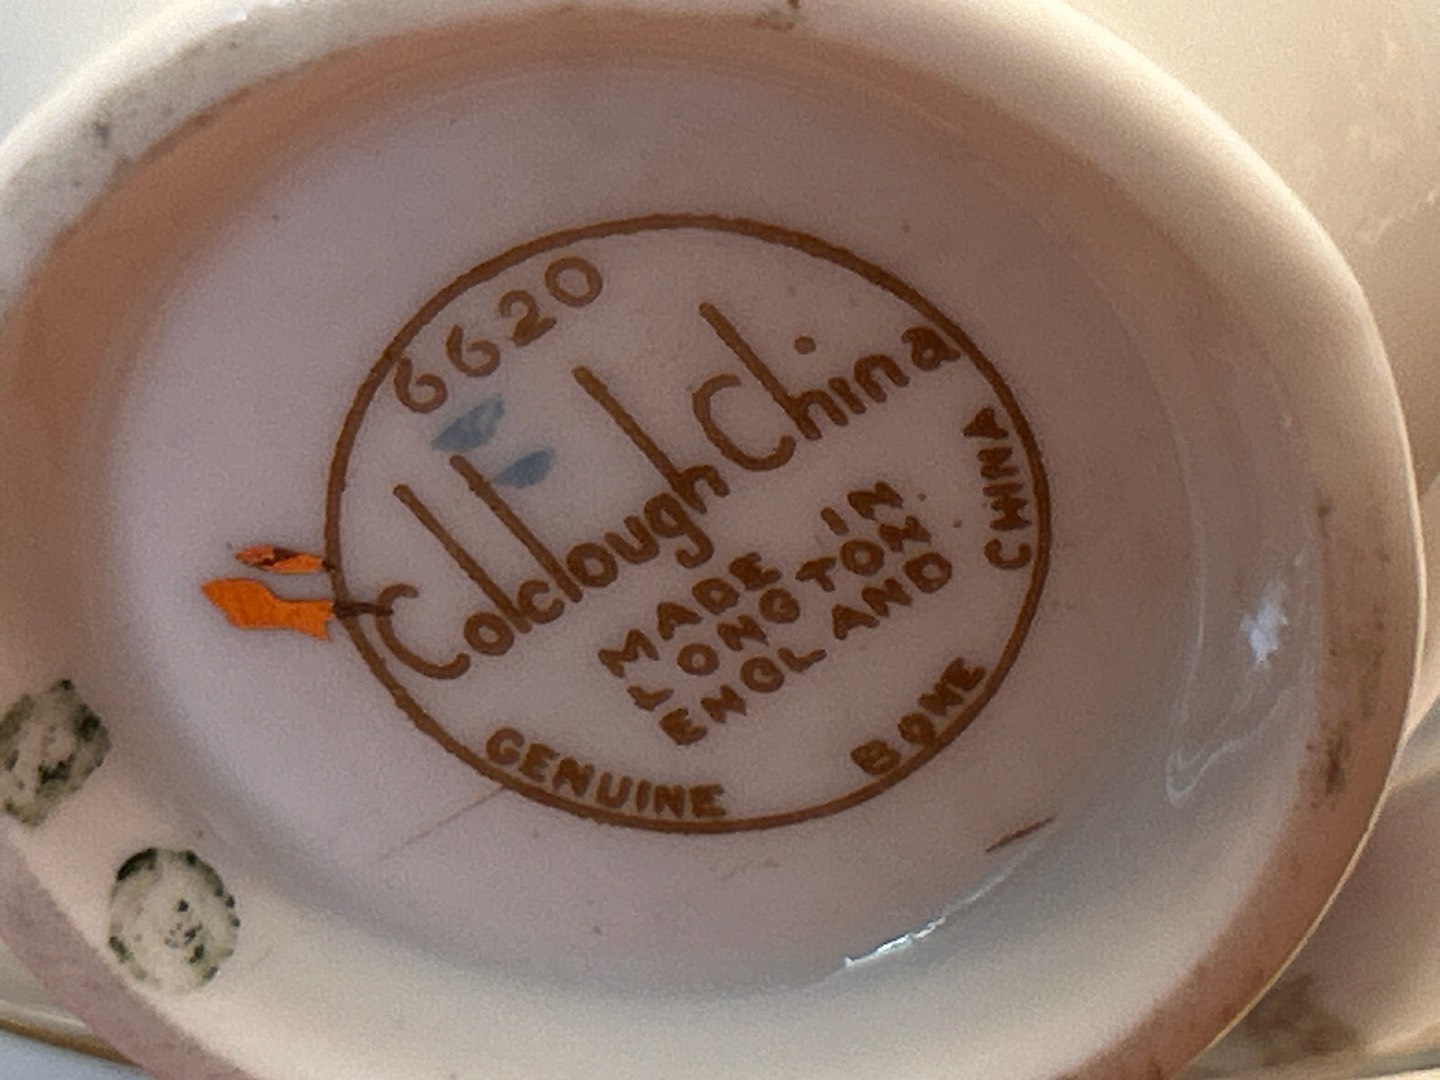 6620
Colclough China
MADE IN
LONGTON
ENGLAND
GENUINE BONE CHINA